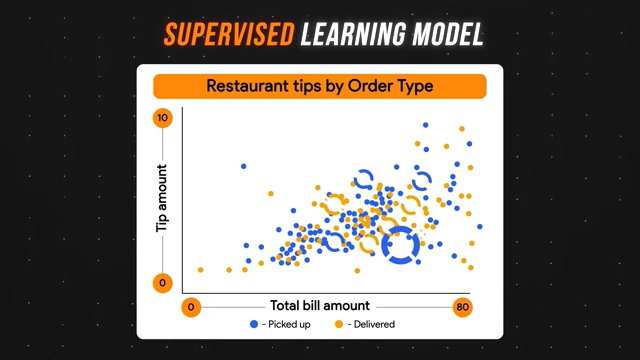 SUPERVISED LEARNING MODEL
Restaurant tips by Order Type
10
Tip amount
0
0
Total bill amount
80
- Picked up
- Delivered